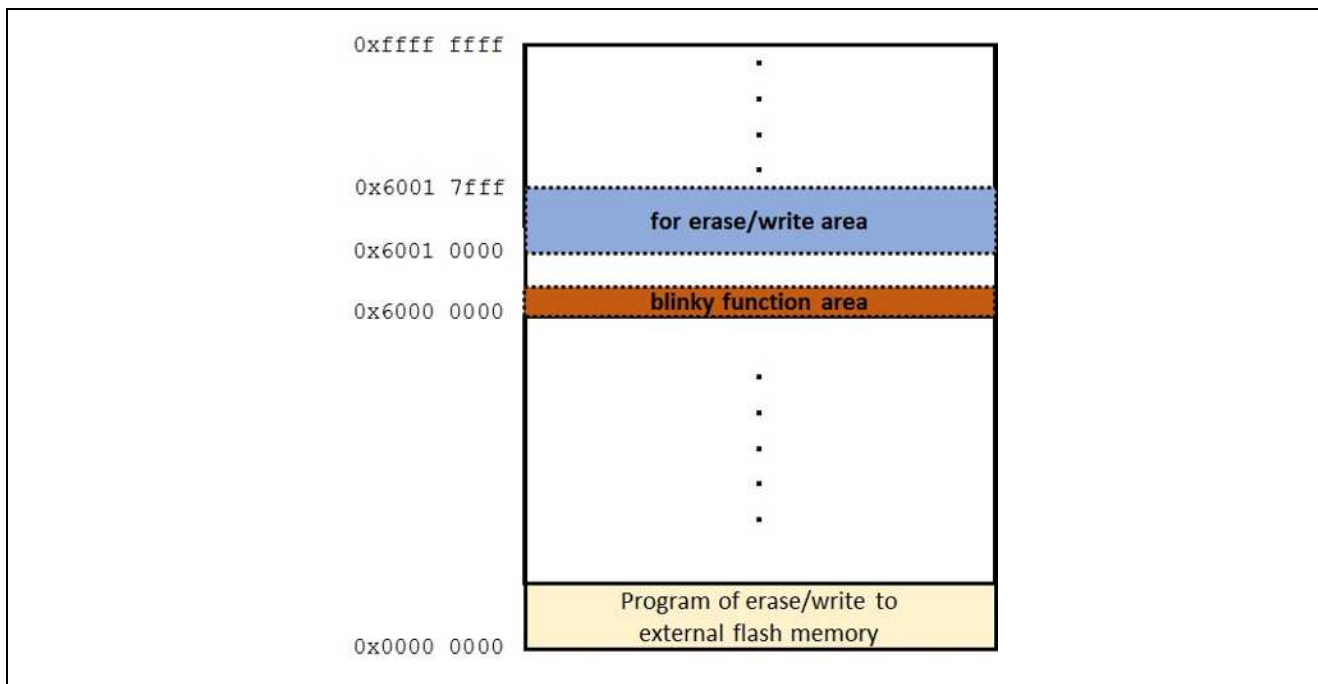 0xffff ffff
0x6001 7fff
for erase/write area
0x6001 0000
blinky function area
0x6000 0000
Program of erase/write to
external flash memory
0x0000 0000